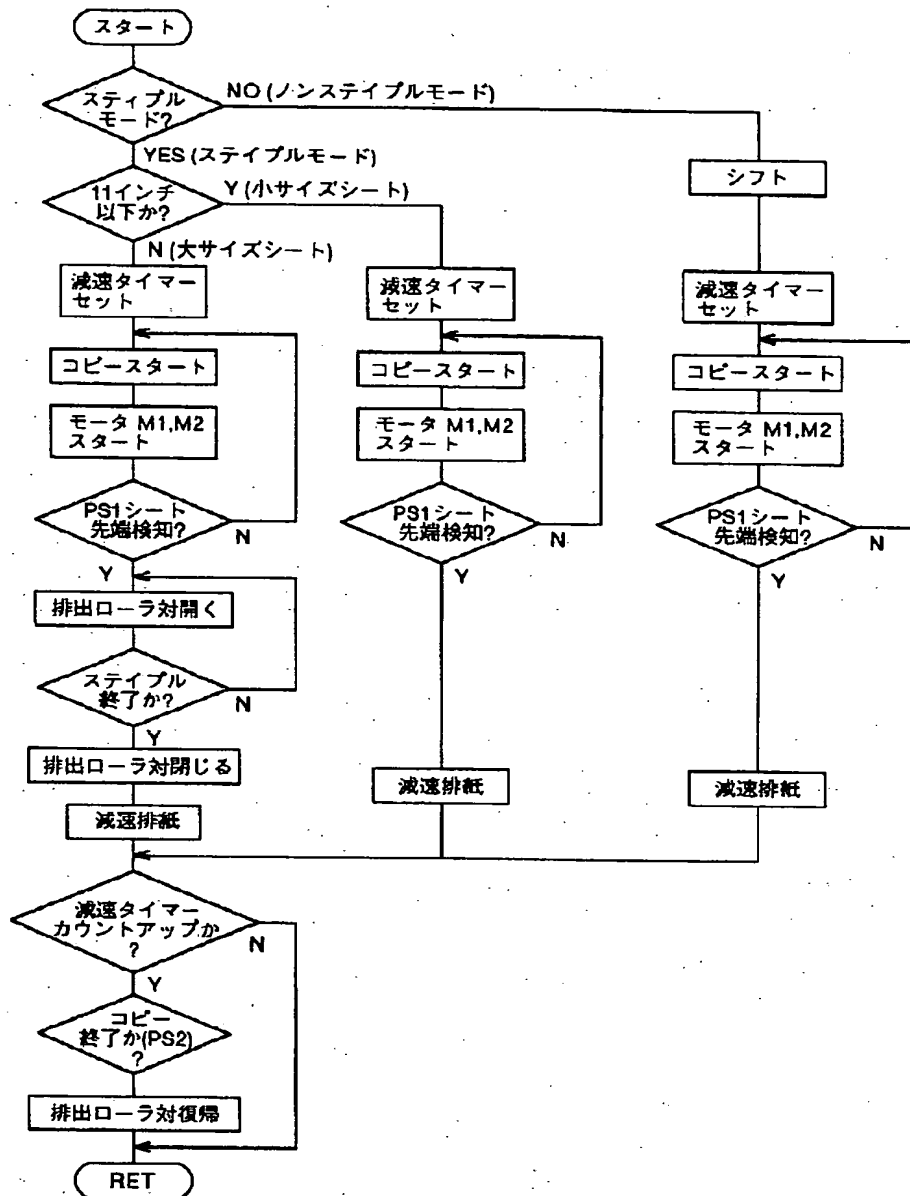 スタート
スティプル
モード?
NO (ノンステイプルモード)
YES (ステイプルモード)
11インチ
以下か?
Y (小サイズシート)
N (大サイズシート)
シフト
減速タイマー
セット
減速タイマー
セット
減速タイマー
セット
コピースタート
コピースタート
コピースタート
モータ M1,M2
スタート
モータ M1,M2
スタート
モータ M1,M2
スタート
PS1シート
先端検知?
N
Y
PS1シート
先端検知?
N
Y
PS1シート
先端検知?
N
Y
排出ローラ対開く
ステイプル
終了か?
N
Y
排出ローラ対閉じる
減速排紙
減速排紙
減速排紙
減速タイマー
カウントアップか
?
N
Y
コピー
終了か(PS2)
?
排出ローラ対復帰
RET